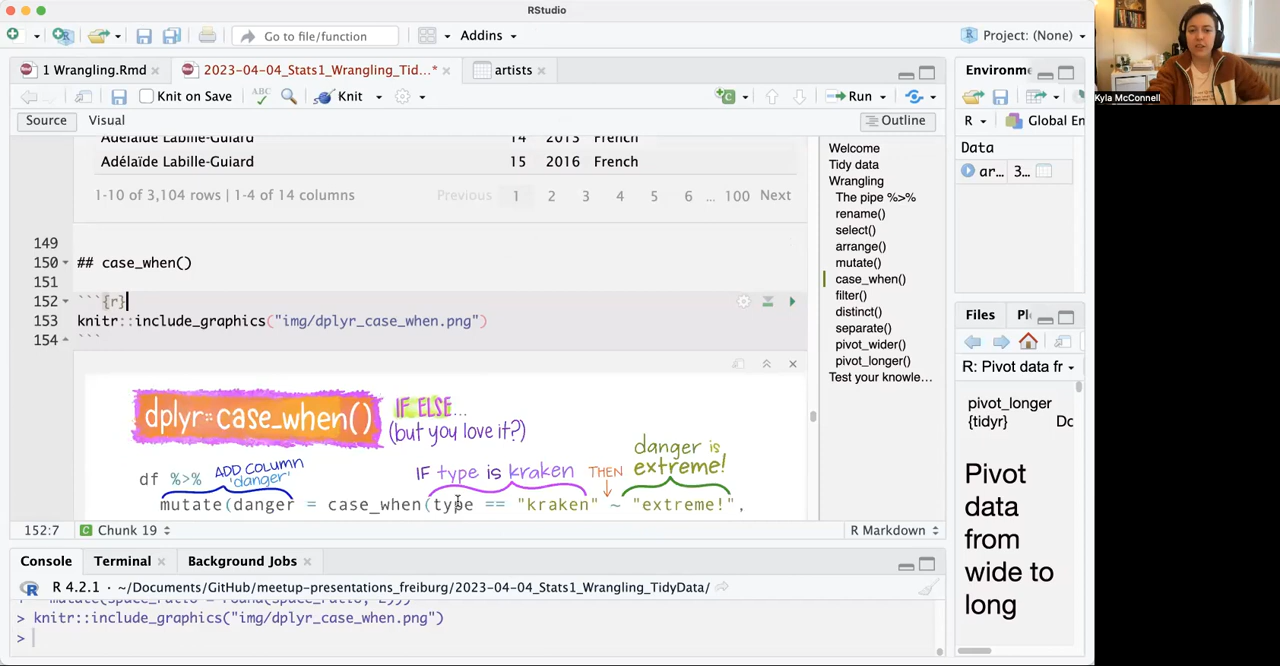 RStudio
Go to file/function
Addins
Project: (None)
Kyla McConnell
1 Wrangling.Rmd
2023-04-04_Stats1_Wrangling_Tid...*
artists
Knit on Save
ABC
Knit
Run
Source
Visual
Outline
Adélaïde Labille-Guiard 14 2013 French
Adélaïde Labille-Guiard 15 2016 French
1-10 of 3,104 rows | 1-4 of 14 columns
Previous 1 2 3 4 5 6 ... 100 Next
149
150 ## case_when()
151
152 ```{r}
153 knitr::include_graphics("img/dplyr_case_when.png")
154 ```
dplyr::case_when()
IF ELSE...
(but you love it?)
danger is
extreme!
df %>% ADD COLUMN
'danger'
IF type is kraken THEN
mutate(danger = case_when(type == "kraken" ~ "extreme!",
152:7
Chunk 19
R Markdown
Welcome
Tidy data
Wrangling
The pipe %>%
rename()
select()
arrange()
mutate()
case_when()
filter()
distinct()
separate()
pivot_wider()
pivot_longer()
Test your knowle...
Console
Terminal
Background Jobs
R 4.2.1 · ~/Documents/GitHub/meetup-presentations_freiburg/2023-04-04_Stats1_Wrangling_TidyData/
> knitr::include_graphics("img/dplyr_case_when.png")
>
Environme
R
Global En
Data
ar... 3...
Files
Pl
R: Pivot data fr
pivot_longer
{tidyr}
Dc
Pivot
data
from
wide to
long